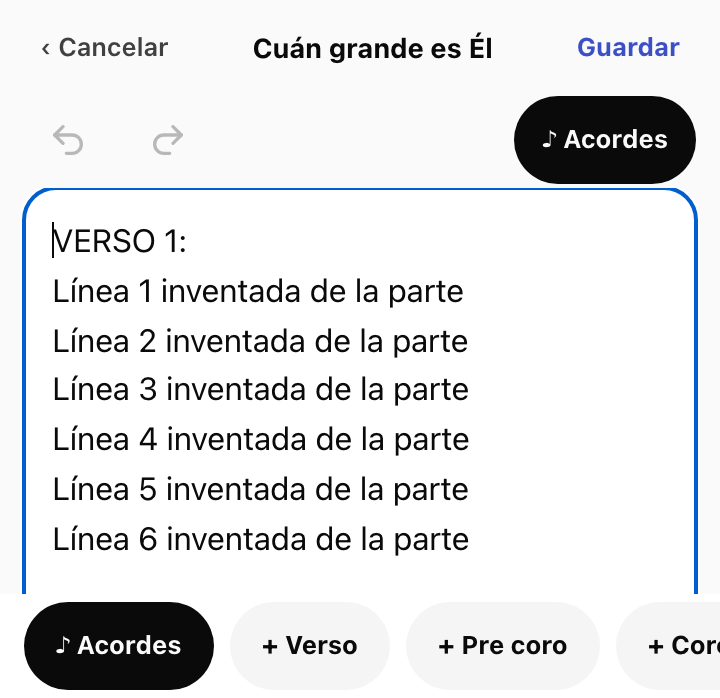 ‹ Cancelar Cuán grande es Él Guardar
♪ Acordes
VERSO 1:
Línea 1 inventada de la parte
Línea 2 inventada de la parte
Línea 3 inventada de la parte
Línea 4 inventada de la parte
Línea 5 inventada de la parte
Línea 6 inventada de la parte
♪ Acordes + Verso + Pre coro + Cor